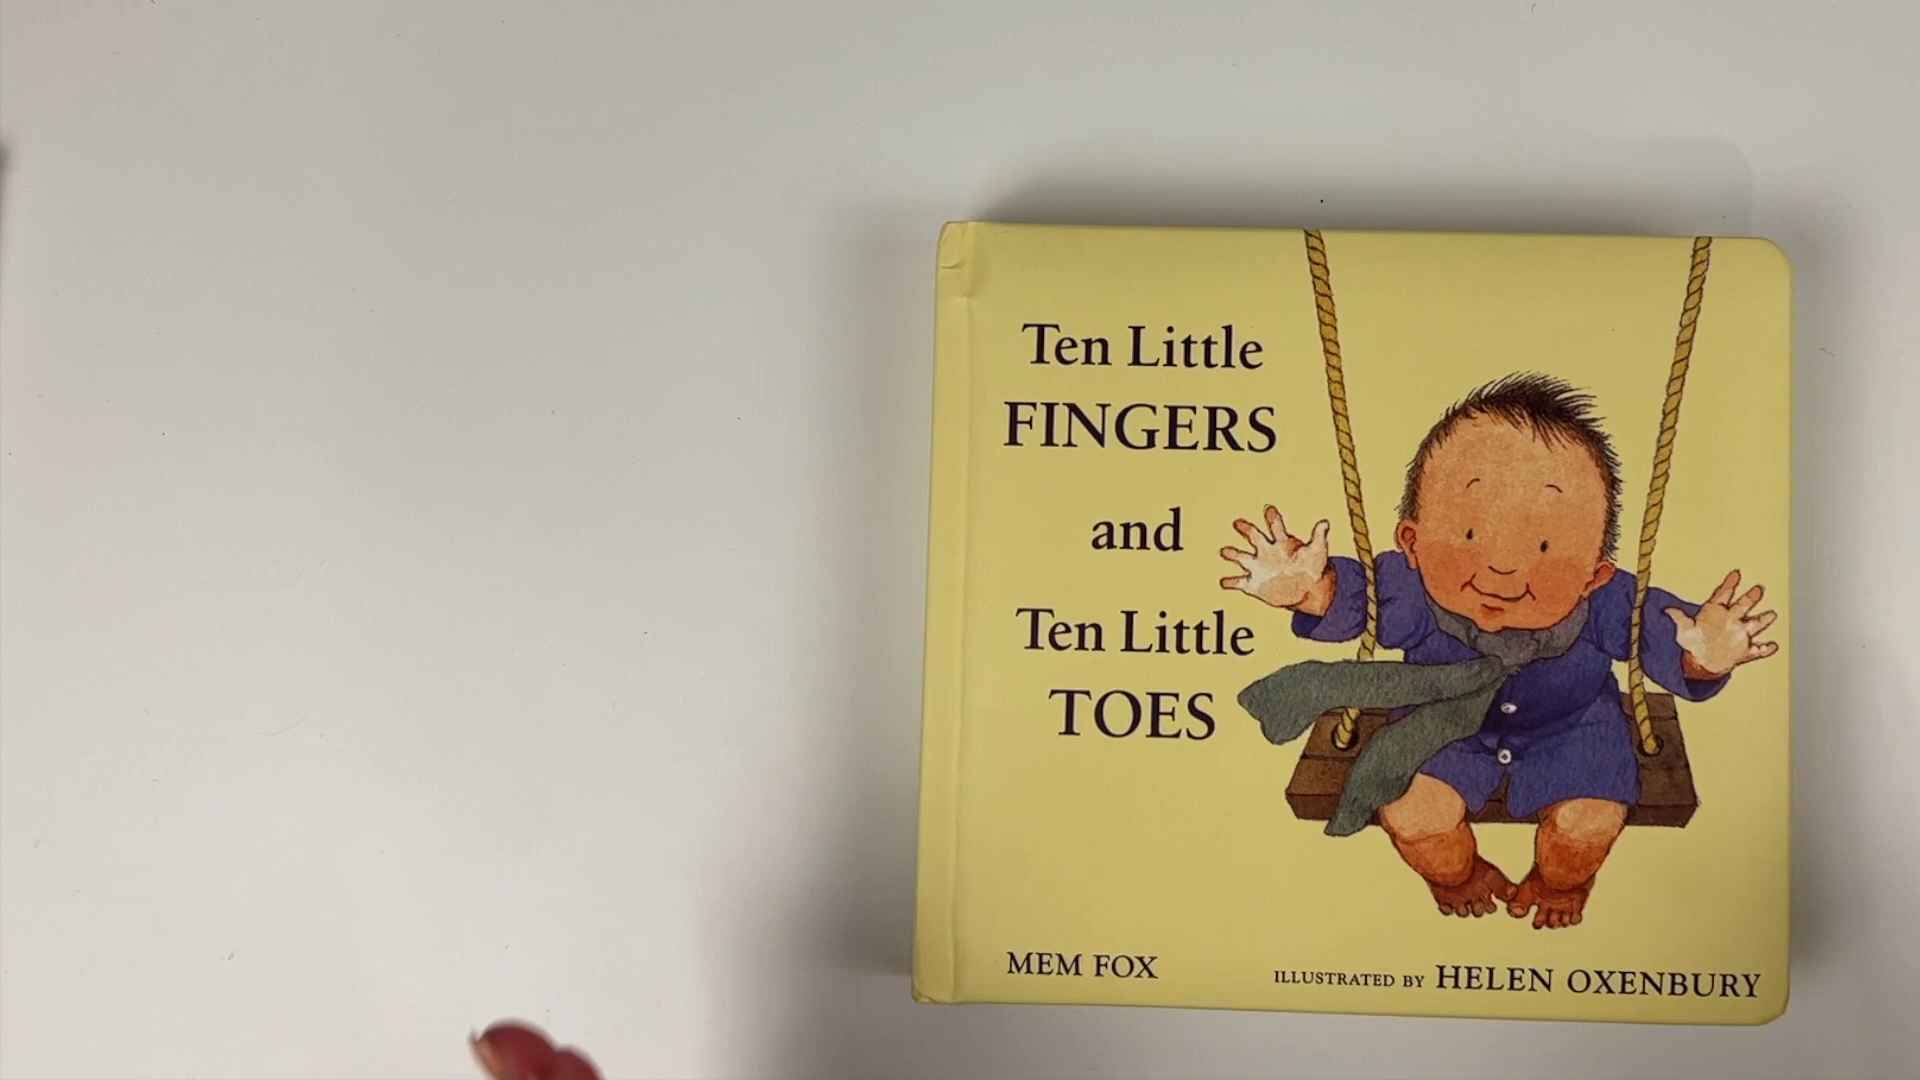 Ten Little
FINGERS
and
Ten Little
TOES
MEM FOX
ILLUSTRATED BY HELEN OXENBURY